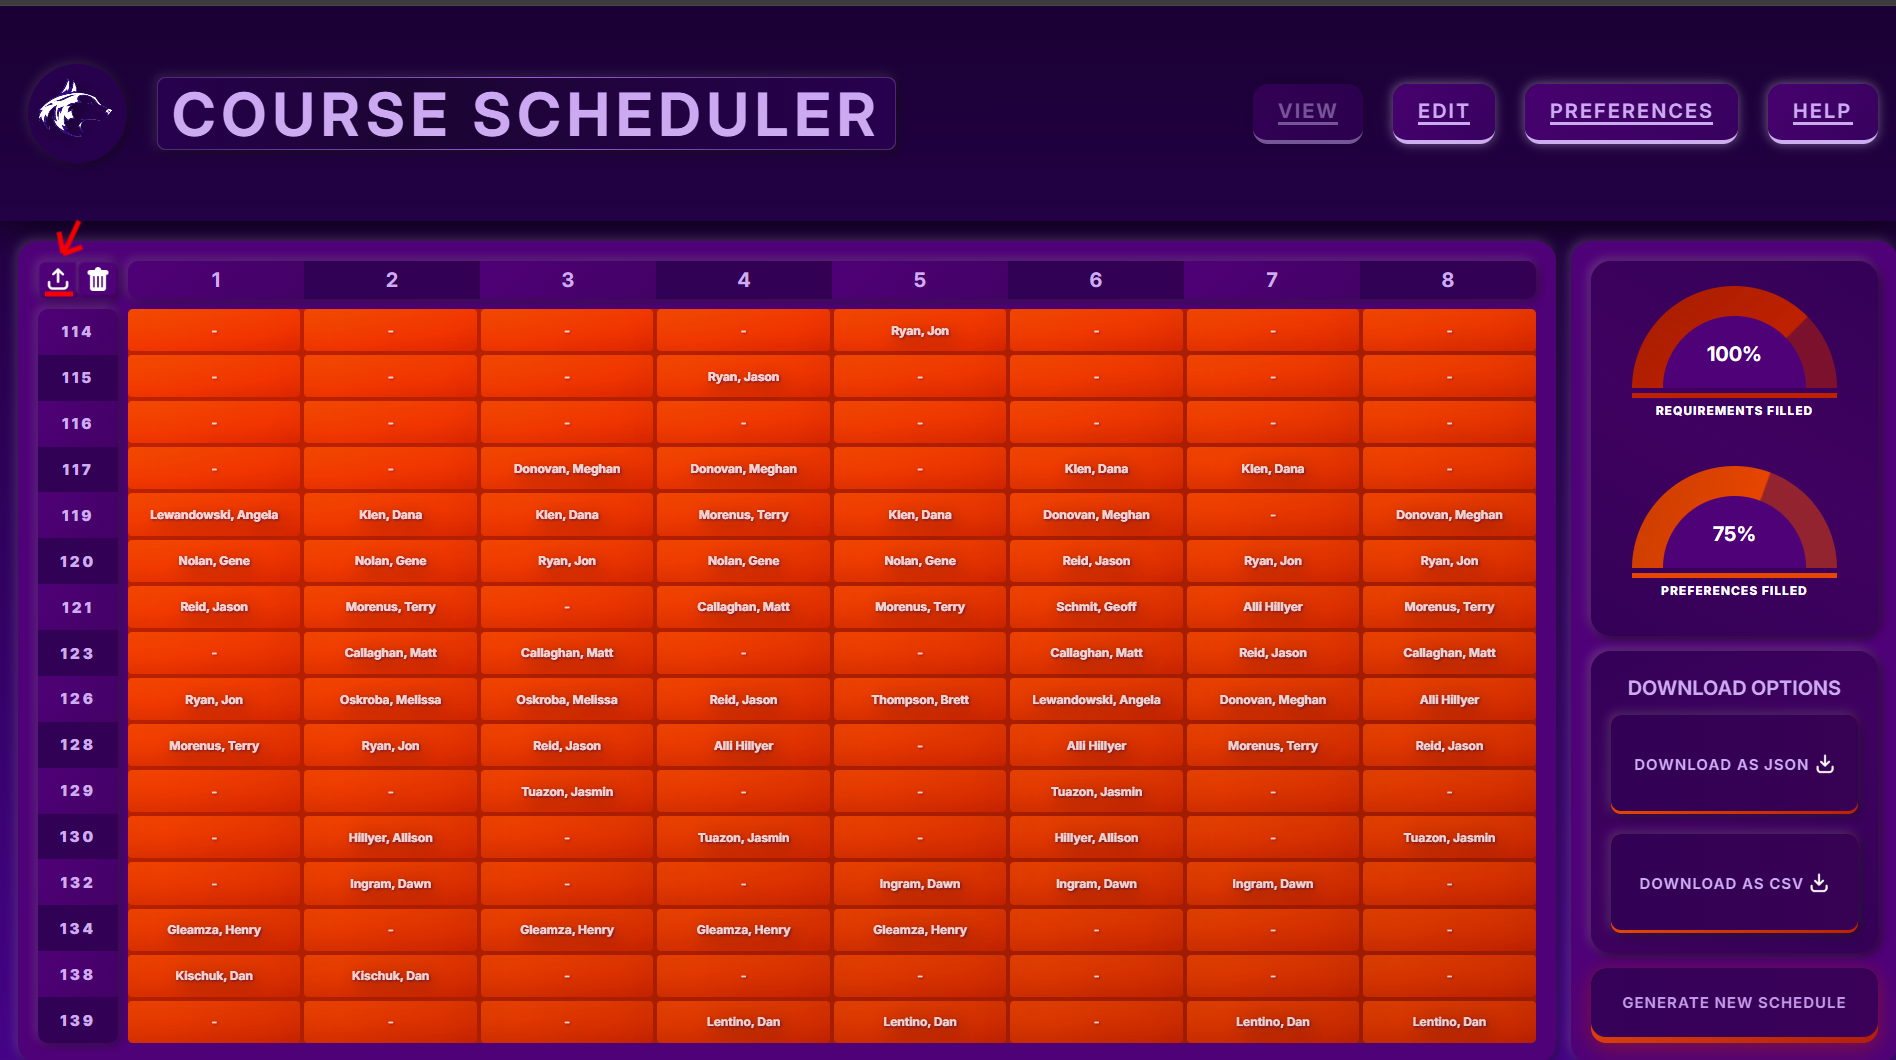 COURSE SCHEDULER
VIEW EDIT PREFERENCES HELP
1 2 3 4 5 6 7 8
114 - - - - Ryan, Jon - - -
115 - - - Ryan, Jason - - - -
116 - - - - - - - -
117 - - Donovan, Meghan Donovan, Meghan - Klen, Dana Klen, Dana -
119 Lewandowski, Angela Klen, Dana Klen, Dana Morenus, Terry Klen, Dana Donovan, Meghan - Donovan, Meghan
120 Nolan, Gene Nolan, Gene Ryan, Jon Nolan, Gene Nolan, Gene Reid, Jason Ryan, Jon Ryan, Jon
121 Reid, Jason Morenus, Terry - Callaghan, Matt Morenus, Terry Schmit, Geoff Alli Hillyer Morenus, Terry
123 - Callaghan, Matt Callaghan, Matt - - Callaghan, Matt Reid, Jason Callaghan, Matt
126 Ryan, Jon Oskroba, Melissa Oskroba, Melissa Reid, Jason Thompson, Brett Lewandowski, Angela Donovan, Meghan Alli Hillyer
128 Morenus, Terry Ryan, Jon Reid, Jason Alli Hillyer - Alli Hillyer Morenus, Terry Reid, Jason
129 - - Tuazon, Jasmin - - Tuazon, Jasmin - -
130 - Hillyer, Allison - Tuazon, Jasmin - Hillyer, Allison - Tuazon, Jasmin
132 - Ingram, Dawn - - Ingram, Dawn Ingram, Dawn Ingram, Dawn -
134 Gleamza, Henry - Gleamza, Henry Gleamza, Henry Gleamza, Henry - - -
138 Kischuk, Dan Kischuk, Dan - - - - - -
139 - - - Lentino, Dan Lentino, Dan - Lentino, Dan Lentino, Dan
100%
REQUIREMENTS FILLED
75%
PREFERENCES FILLED
DOWNLOAD OPTIONS
DOWNLOAD AS JSON
DOWNLOAD AS CSV
GENERATE NEW SCHEDULE